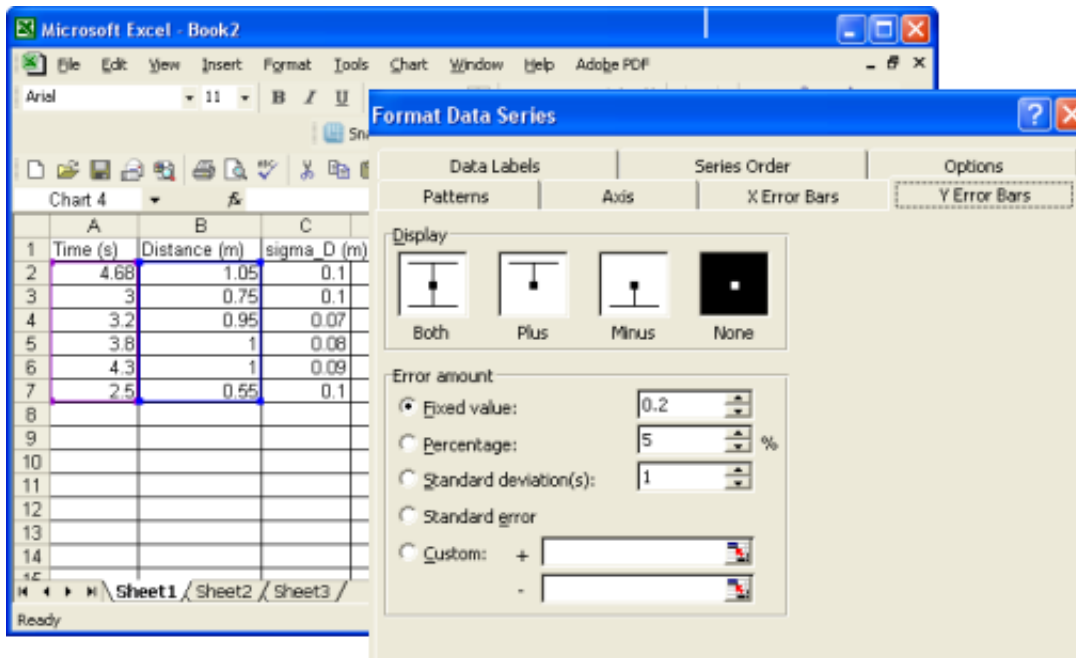 Microsoft Excel - Book2
File Edit View Insert Format Tools Chart Window Help Adobe PDF
Arial 11 B I U
Chart 4 fx
A B C
1 Time (s) Distance (m) sigma_D (m)
2 4.68 1.05 0.1
3 3 0.75 0.1
4 3.2 0.95 0.07
5 3.8 1 0.08
6 4.3 1 0.09
7 2.5 0.55 0.1
8
9
10
11
12
13
14
Sheet1 Sheet2 Sheet3
Ready
Format Data Series
Data Labels Series Order Options
Patterns Axis X Error Bars Y Error Bars
Display
Both Plus Minus None
Error amount
Fixed value: 0.2
Percentage: 5 %
Standard deviation(s): 1
Standard error
Custom: +
-